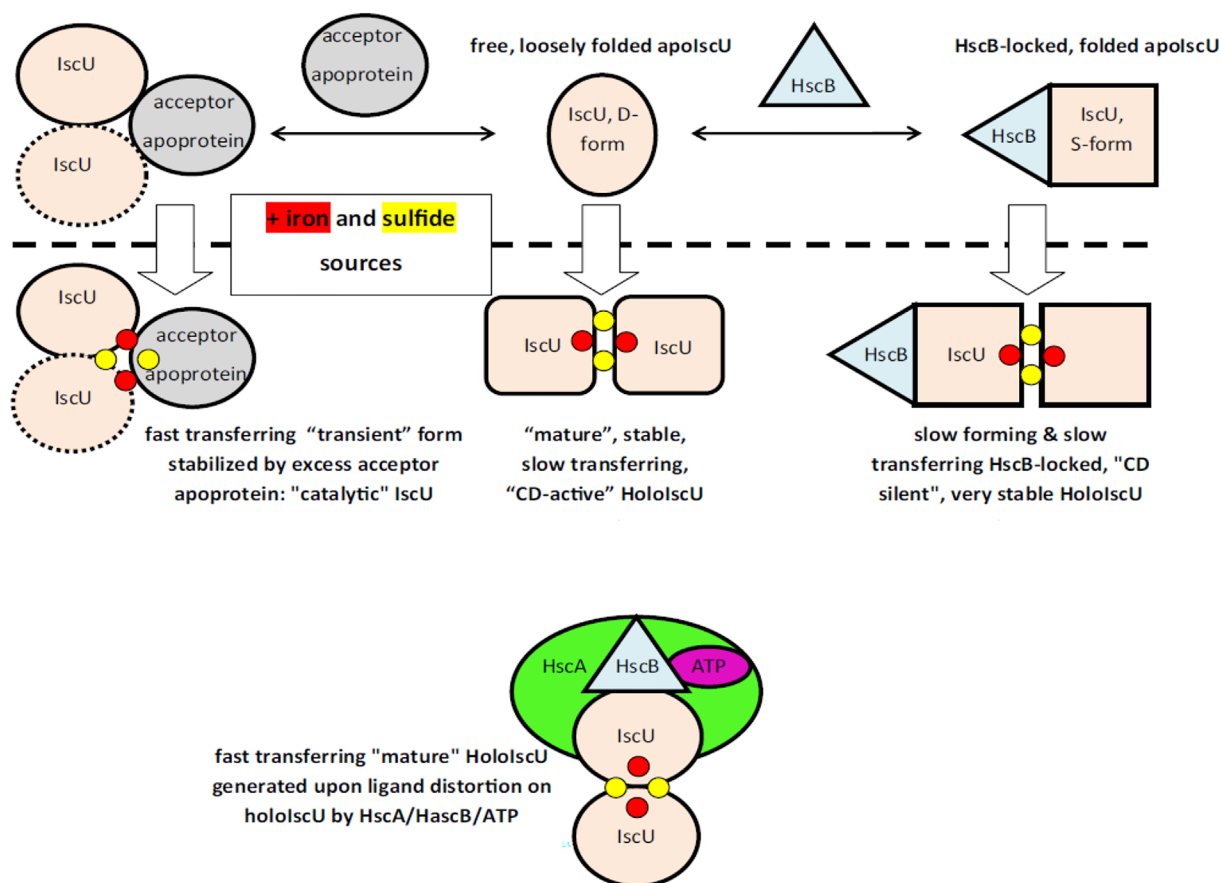 IscU
acceptor
apoprotein
IscU
acceptor
apoprotein
free, loosely folded apoIscU
IscU, D-
form
HscB
HscB-locked, folded apoIscU
HscB
IscU,
S-form
+ iron and sulfide
sources
IscU
acceptor
apoprotein
IscU
fast transferring "transient" form
stabilized by excess acceptor
apoprotein: "catalytic" IscU
IscU
IscU
“mature”, stable,
slow transferring,
“CD-active” HoloIscU
HscB
IscU
slow forming & slow
transferring HscB-locked, "CD
silent", very stable HoloIscU
HscA
HscB
ATP
IscU
IscU
fast transferring "mature" HoloIscU
generated upon ligand distortion on
holoIscU by HscA/HascB/ATP